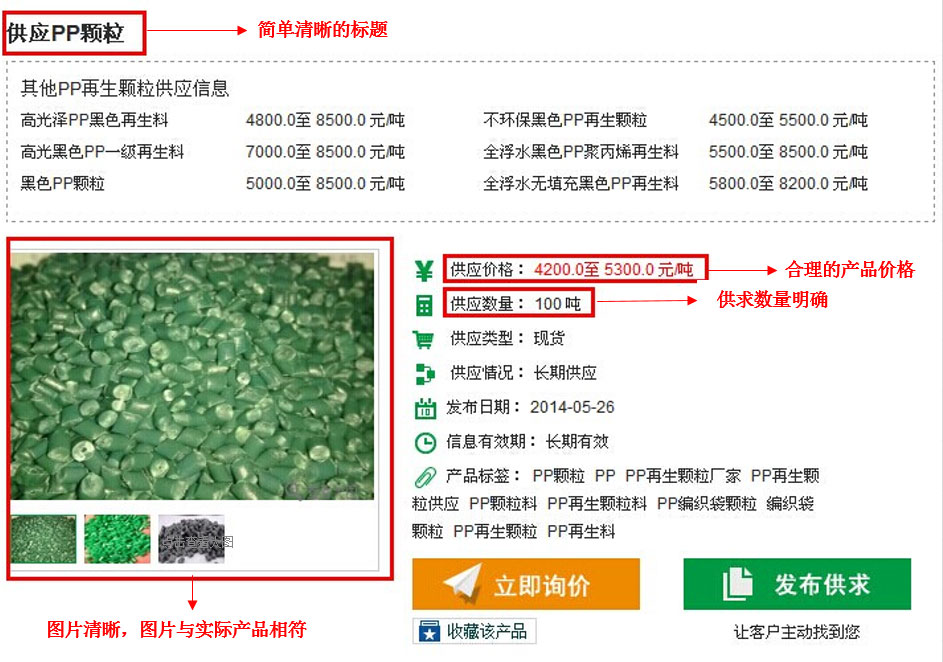 供应PP颗粒
简单清晰的标题
其他PP再生颗粒供应信息
高光泽PP黑色再生料 4800.0至 8500.0 元/吨 不环保黑色PP再生颗粒 4500.0至 5500.0 元/吨
高光黑色PP一级再生料 7000.0至 8500.0 元/吨 全浮水黑色PP聚丙烯再生料 5500.0至 8500.0 元/吨
黑色PP颗粒 5000.0至 8500.0 元/吨 全浮水无填充黑色PP再生料 5800.0至 8200.0 元/吨
供应价格： 4200.0至 5300.0 元/吨
合理的产品价格
供应数量： 100 吨
供求数量明确
供应类型： 现货
供应情况： 长期供应
发布日期： 2014-05-26
信息有效期： 长期有效
产品标签： PP颗粒 PP PP再生颗粒厂家 PP再生颗
粒供应 PP颗粒料 PP再生颗粒料 PP编织袋颗粒 编织袋
颗粒 PP再生颗粒 PP再生料
立即询价
发布供求
收藏该产品
让客户主动找到您
图片清晰，图片与实际产品相符